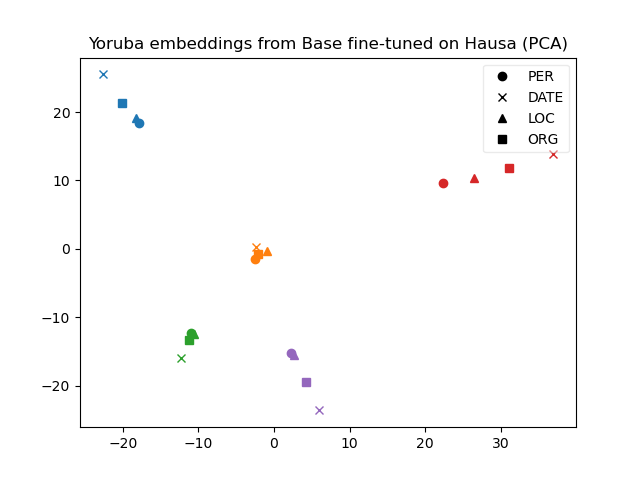 Yoruba embeddings from Base fine-tuned on Hausa (PCA)
PER
DATE
LOC
ORG
20
10
0
−10
−20
−20 −10 0 10 20 30